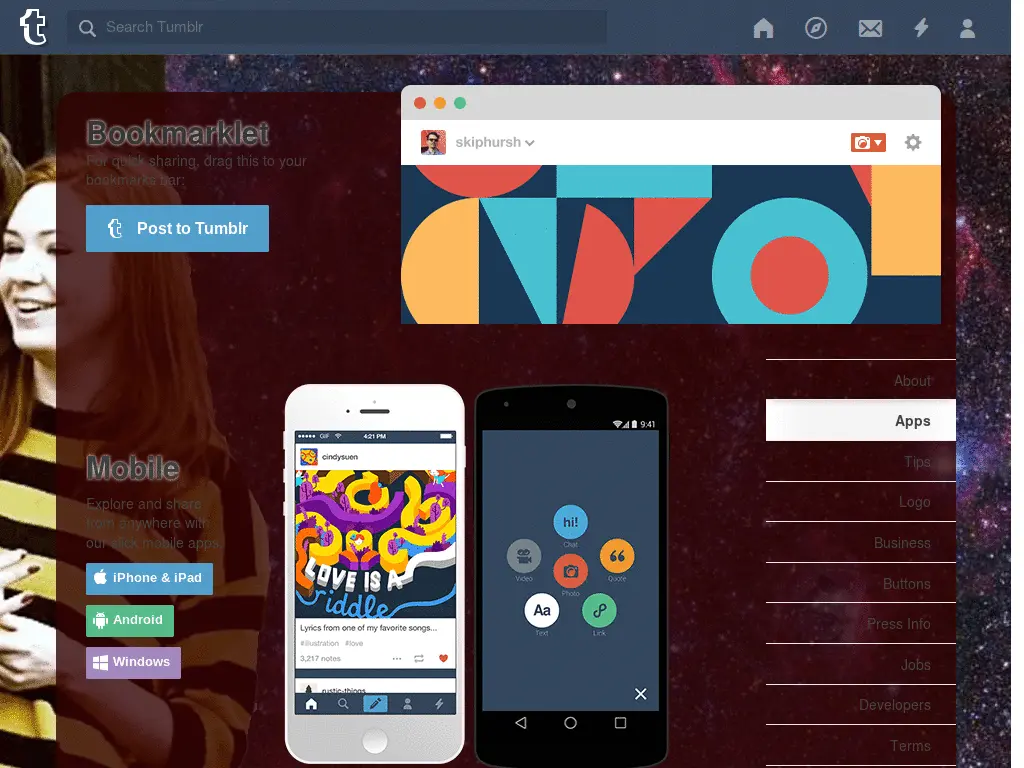 Search Tumblr
Bookmarklet
For quick sharing, drag this to your
bookmarks bar:
Post to Tumblr
skiphursh
Mobile
Explore and share
from anywhere with
our slick mobile apps.
iPhone & iPad
Android
Windows
GIF
4:21 PM
cindysuen
LOVE IS A
riddle
Lyrics from one of my favorite songs...
#illustration #love
3,217 notes
rustic-things
9:41
hi!
Chat
Video
Quote
Photo
Aa
Text
Link
About
Apps
Tips
Logo
Business
Buttons
Press Info
Jobs
Developers
Terms